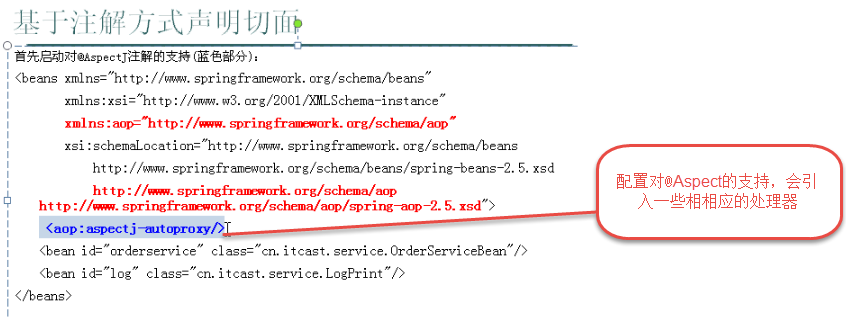 基于注解方式声明切面
首先启动对@AspectJ注解的支持(蓝色部分):
<beans xmlns="http://www.springframework.org/schema/beans"
xmlns:xsi="http://www.w3.org/2001/XMLSchema-instance"
xmlns:aop="http://www.springframework.org/schema/aop"
xsi:schemaLocation="http://www.springframework.org/schema/beans
http://www.springframework.org/schema/beans/spring-beans-2.5.xsd
http://www.springframework.org/schema/aop
http://www.springframework.org/schema/aop/spring-aop-2.5.xsd">
<aop:aspectj-autoproxy/>
<bean id="orderservice" class="cn.itcast.service.OrderServiceBean"/>
<bean id="log" class="cn.itcast.service.LogPrint"/>
</beans>
配置对@Aspect的支持，会引
入一些相相应的处理器